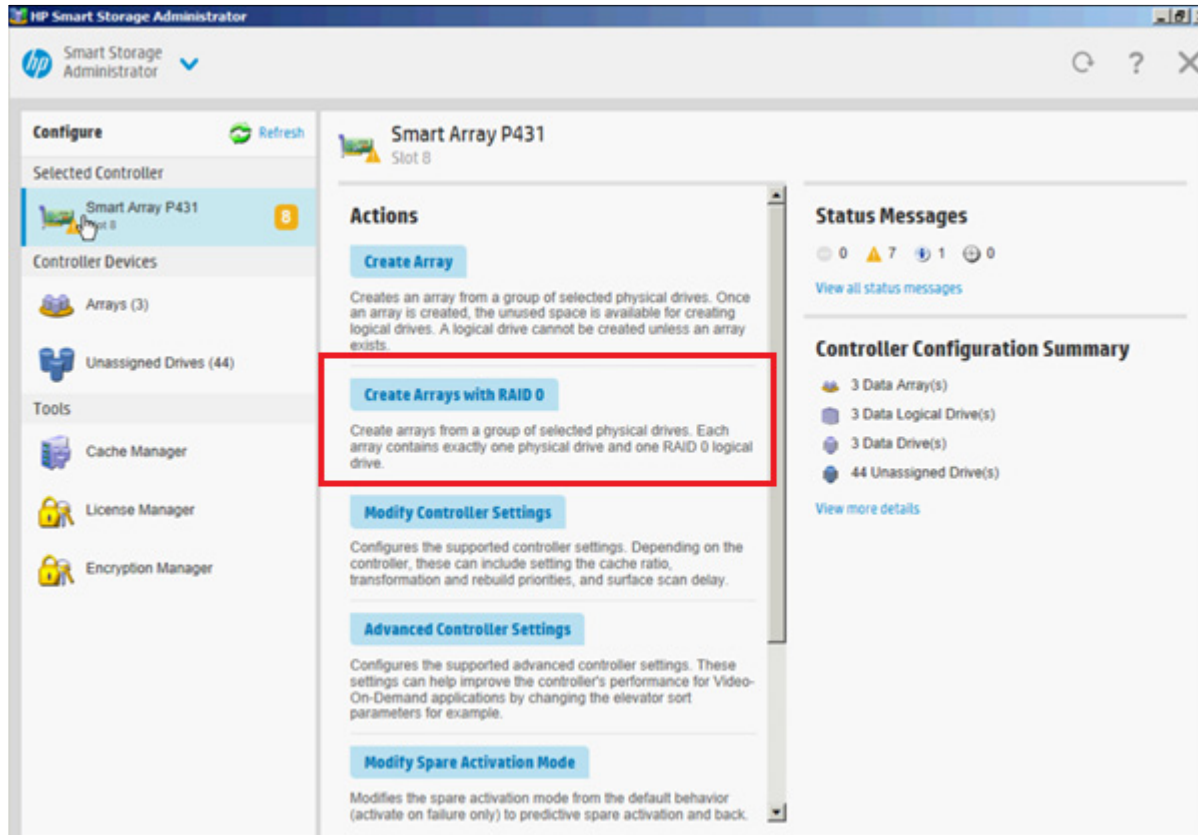 HP Smart Storage Administrator
hp
Smart Storage
Administrator
?
Configure
Refresh
Selected Controller
Smart Array P431
Slot 8
8
Controller Devices
Arrays (3)
Unassigned Drives (44)
Tools
Cache Manager
License Manager
Encryption Manager
Smart Array P431
Slot 8
Actions
Create Array
Creates an array from a group of selected physical drives. Once
an array is created, the unused space is available for creating
logical drives. A logical drive cannot be created unless an array
exists.
Create Arrays with RAID 0
Create arrays from a group of selected physical drives. Each
array contains exactly one physical drive and one RAID 0 logical
drive.
Modify Controller Settings
Configures the supported controller settings. Depending on the
controller, these can include setting the cache ratio,
transformation and rebuild priorities, and surface scan delay.
Advanced Controller Settings
Configures the supported advanced controller settings. These
settings can help improve the controller's performance for Video-
On-Demand applications by changing the elevator sort
parameters for example.
Modify Spare Activation Mode
Modifies the spare activation mode from the default behavior
(activate on failure only) to predictive spare activation and back.
Status Messages
0 7 1 0
View all status messages
Controller Configuration Summary
3 Data Array(s)
3 Data Logical Drive(s)
3 Data Drive(s)
44 Unassigned Drive(s)
View more details